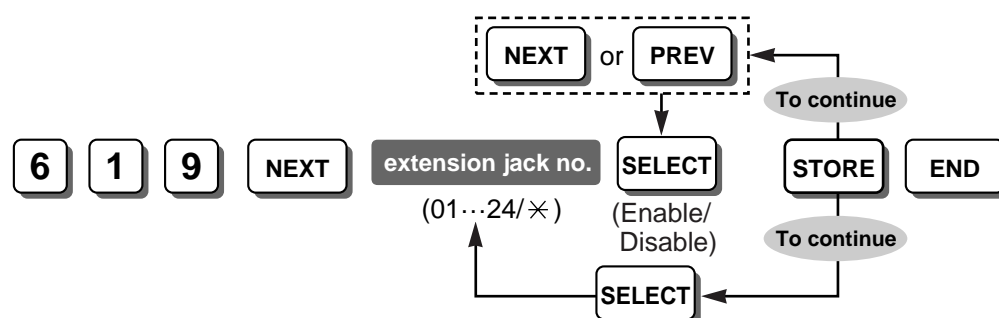 NEXT or PREV
To continue
6 1 9 NEXT extension jack no. SELECT STORE END
(01···24/✳) (Enable/
Disable)
To continue
SELECT